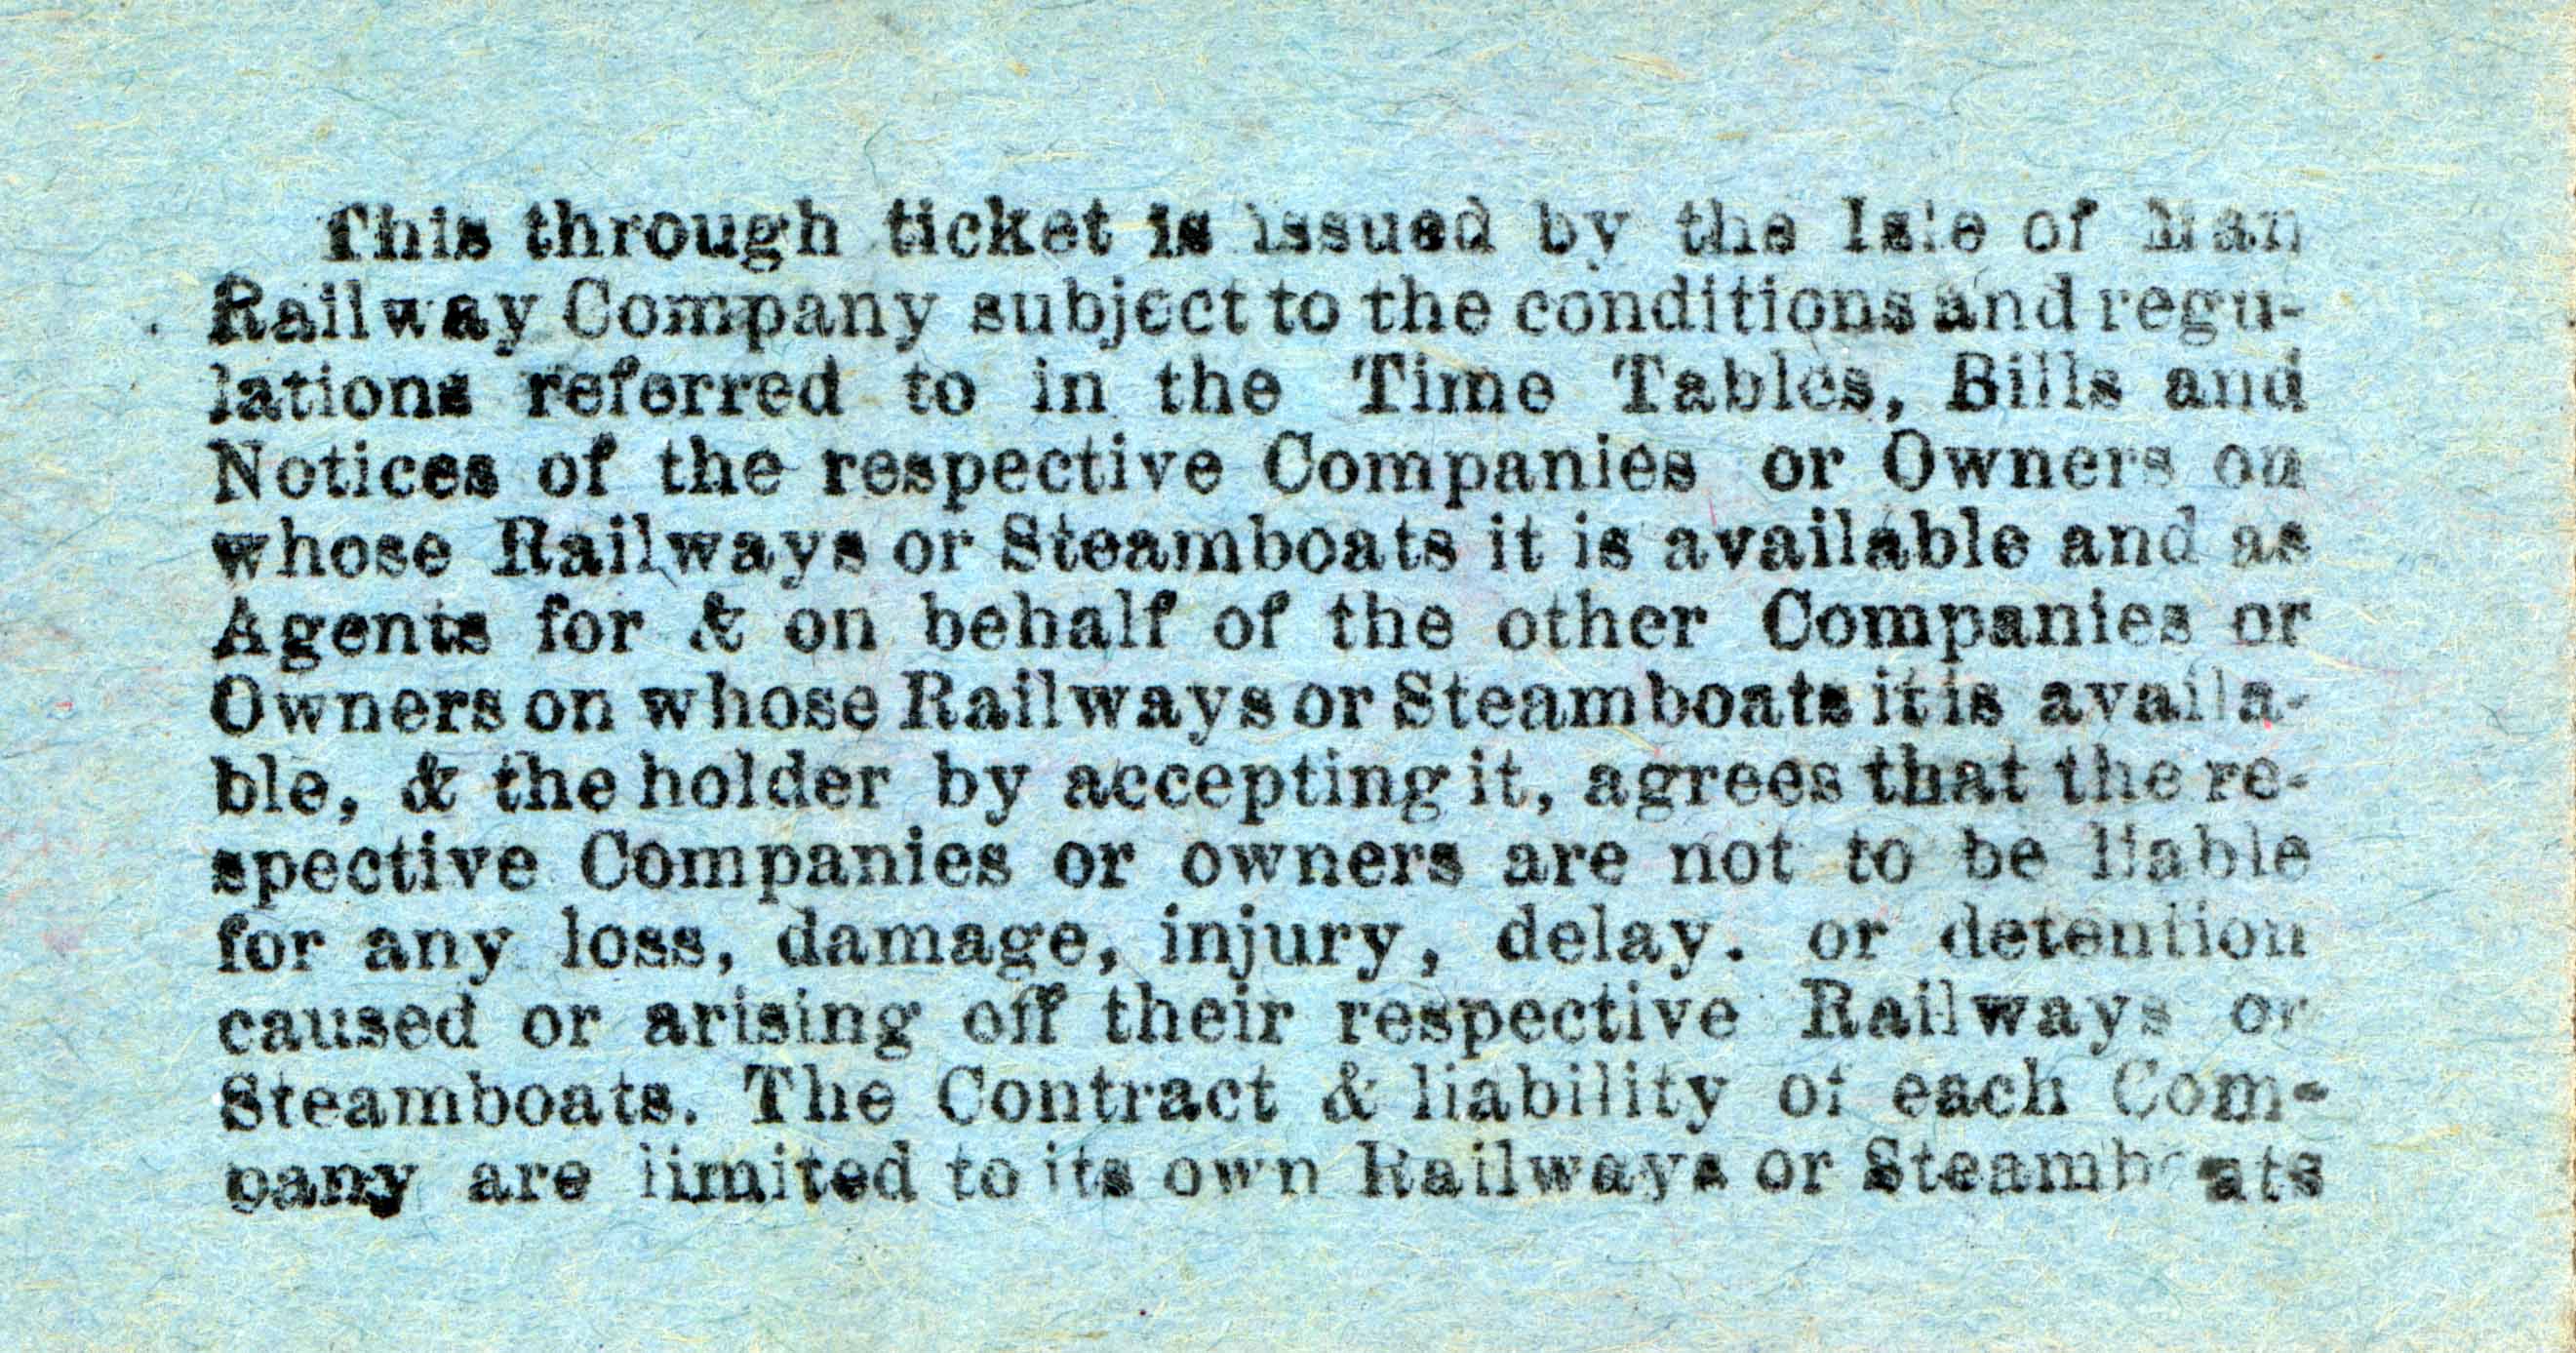 This through ticket is issued by the Isle of Man
Railway Company subject to the conditions and regu-
lations referred to in the Time Tables, Bills and
Notices of the respective Companies or Owners on
whose Railways or Steamboats it is available and as
Agents for & on behalf of the other Companies or
Owners on whose Railways or Steamboats it is availa-
ble, & the holder by accepting it, agrees that the re-
spective Companies or owners are not to be liable
for any loss, damage, injury, delay. or detention
caused or arising off their respective Railways or
Steamboats. The Contract & liability of each Com-
pany are limited to its own Railways or Steamboats